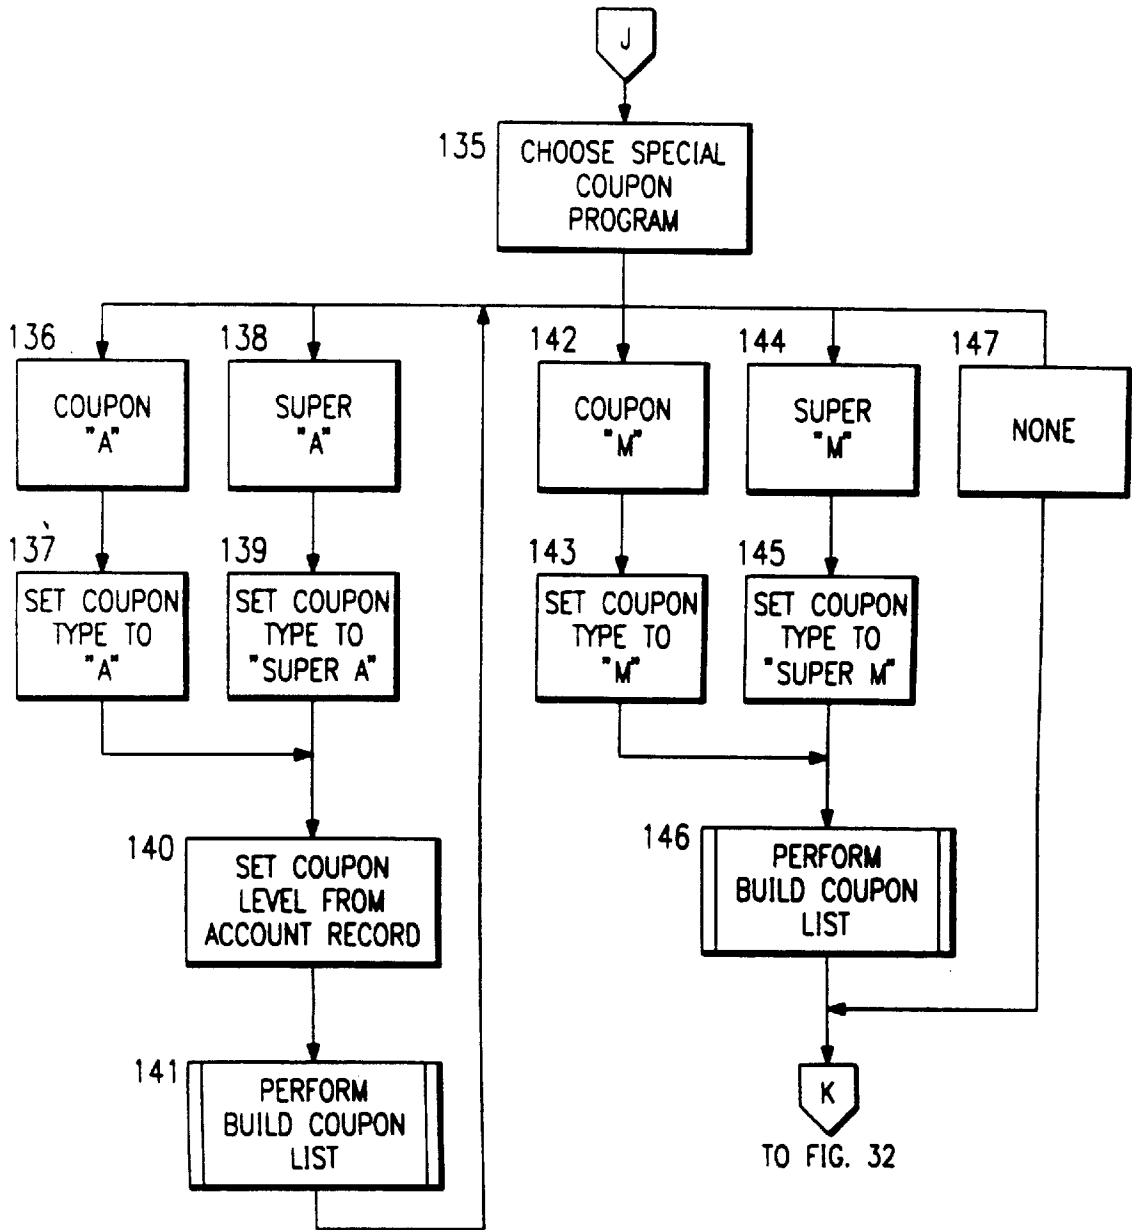 J
135
CHOOSE SPECIAL
COUPON
PROGRAM
136
COUPON
"A"
138
SUPER
"A"
142
COUPON
"M"
144
SUPER
"M"
147
NONE
137
SET COUPON
TYPE TO
"A"
139
SET COUPON
TYPE TO
"SUPER A"
143
SET COUPON
TYPE TO
"M"
145
SET COUPON
TYPE TO
"SUPER M"
140
SET COUPON
LEVEL FROM
ACCOUNT RECORD
146
PERFORM
BUILD COUPON
LIST
141
PERFORM
BUILD COUPON
LIST
K
TO FIG. 32